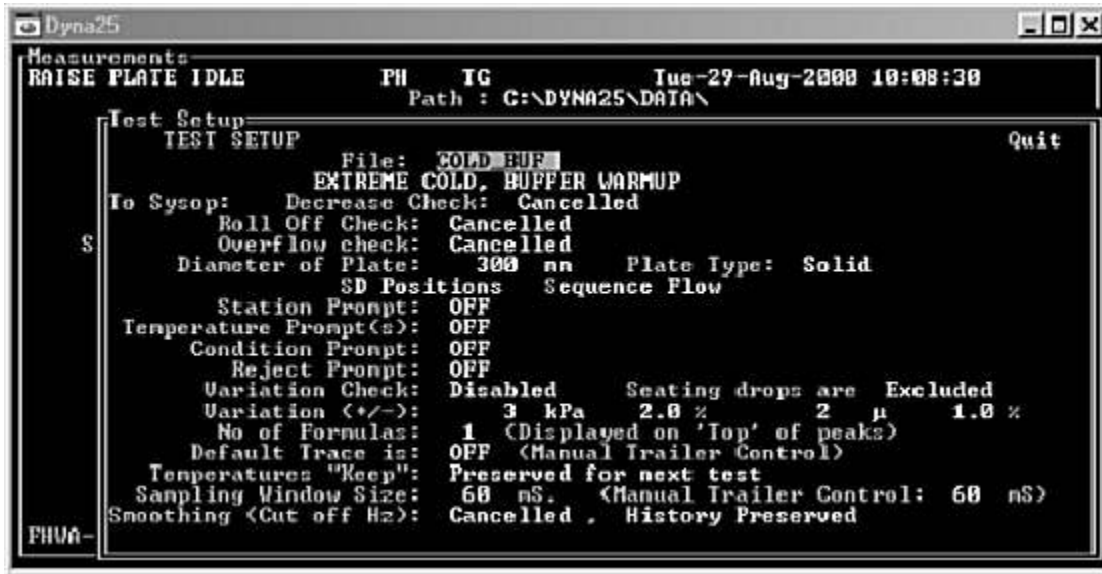 Dyna25
Measurements
RAISE PLATE IDLE PH TG Tue-29-Aug-2000 10:08:30
Path : C:\DYNA25\DATA\
Test Setup
TEST SETUP Quit
File: COLD_BUF
EXTREME COLD, BUFFER WARMUP
To Sysop: Decrease Check: Cancelled
Roll Off Check: Cancelled
S Overflow check: Cancelled
Diameter of Plate: 300 mm Plate Type: Solid
SD Positions Sequence Flow
Station Prompt: OFF
Temperature Prompt(s): OFF
Condition Prompt: OFF
Reject Prompt: OFF
Variation Check: Disabled Seating drops are Excluded
Variation (+/-): 3 kPa 2.0 % 2 µ 1.0 %
No of Formulas: 1 (Displayed on 'Top' of peaks)
Default Trace is: OFF (Manual Trailer Control)
Temperatures "Keep": Preserved for next test
Sampling Window Size: 60 mS. (Manual Trailer Control: 60 mS)
Smoothing (Cut off Hz): Cancelled , History Preserved
FHWA-